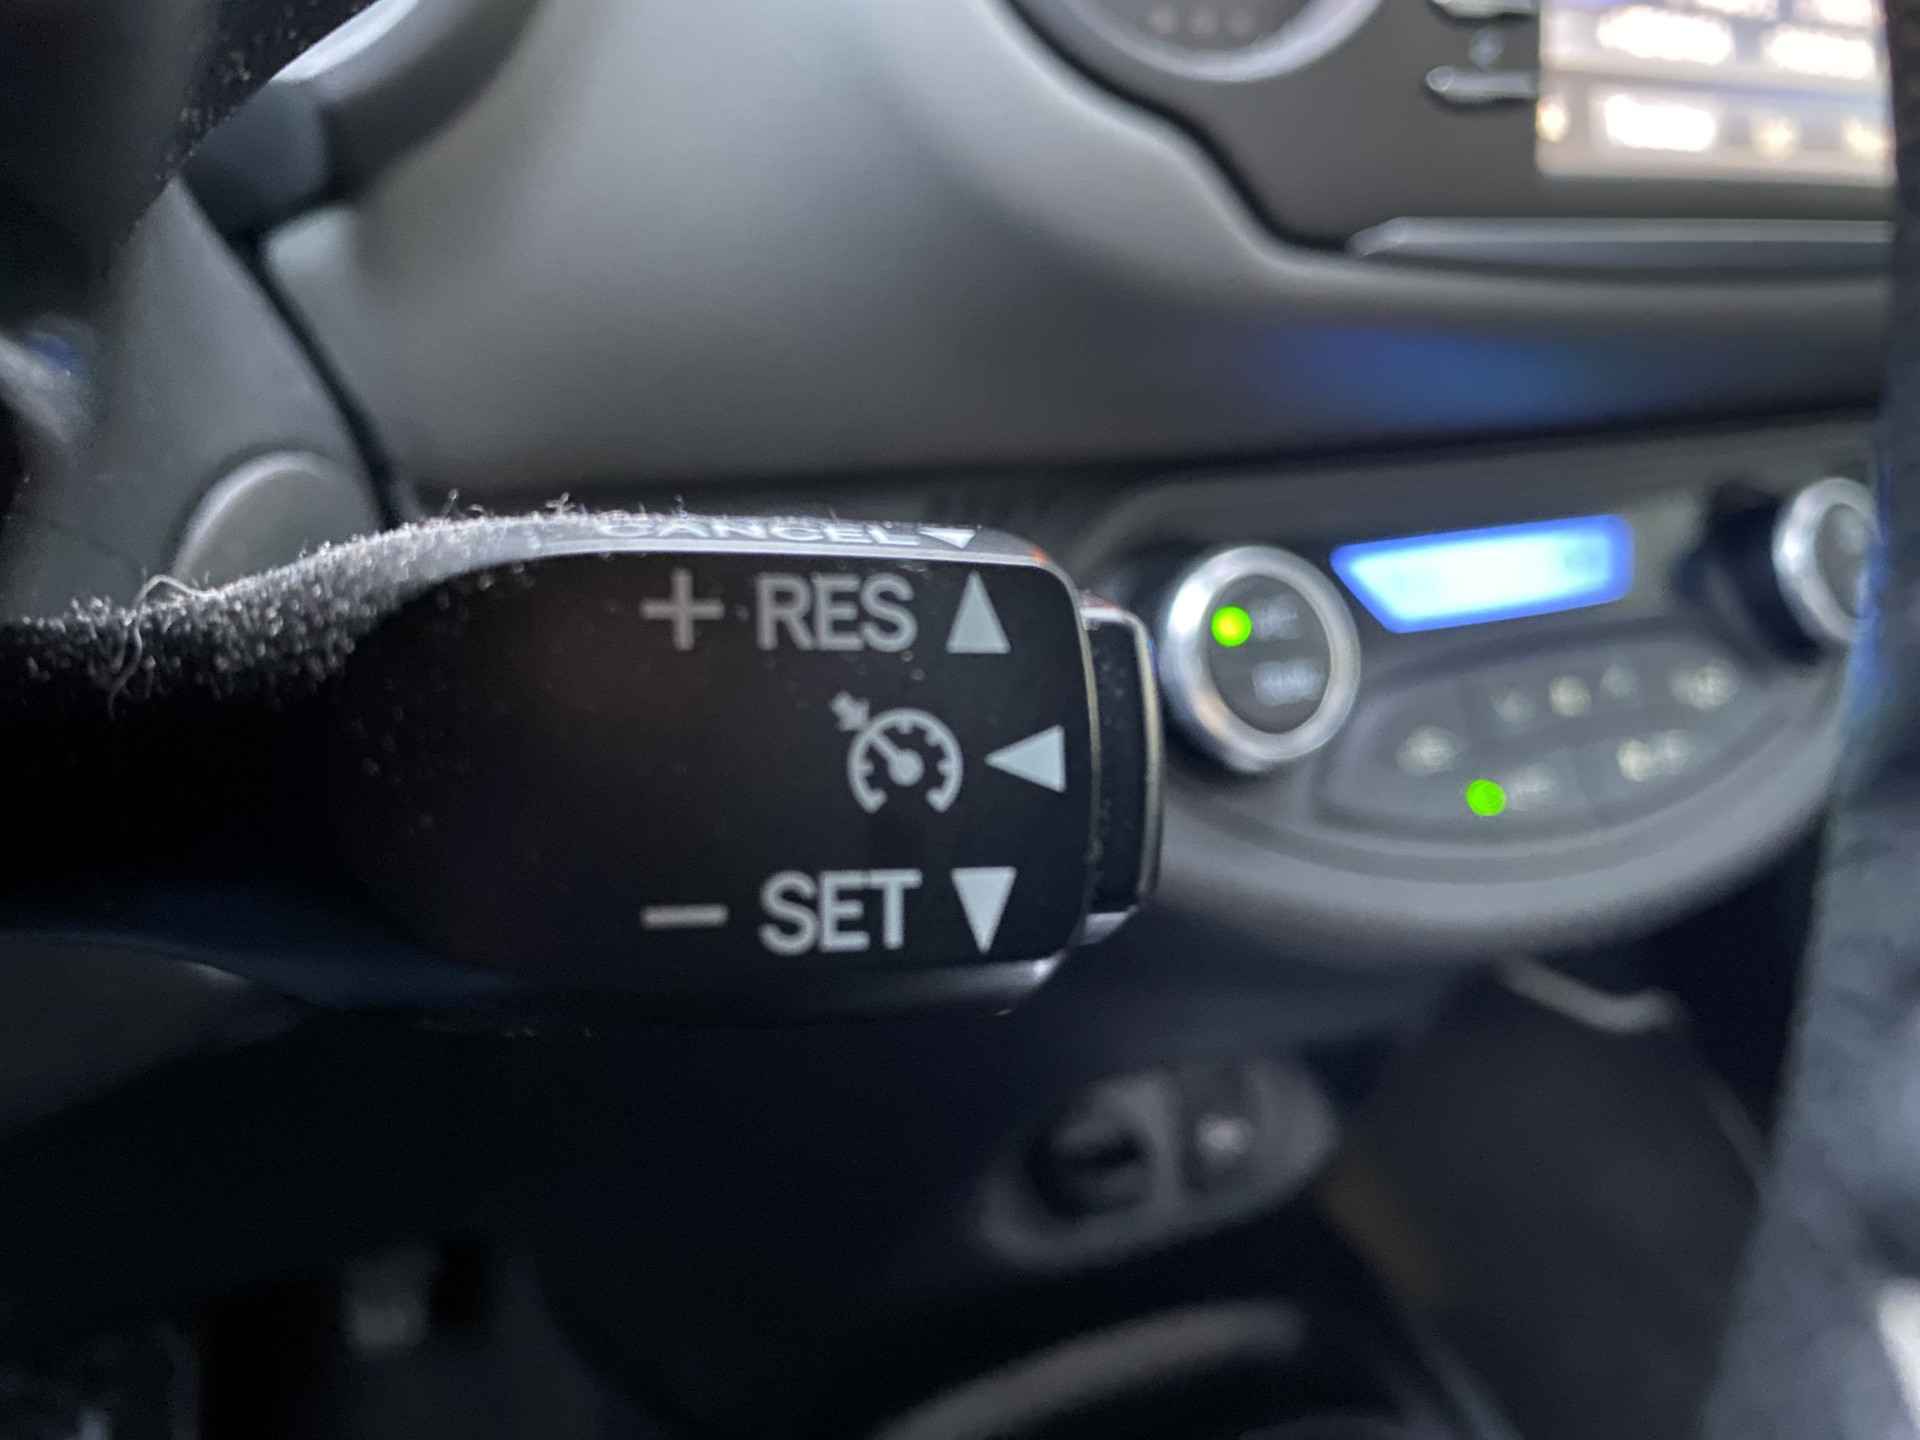 CANCEL▼
+ RES ▲
◀
− SET ▼